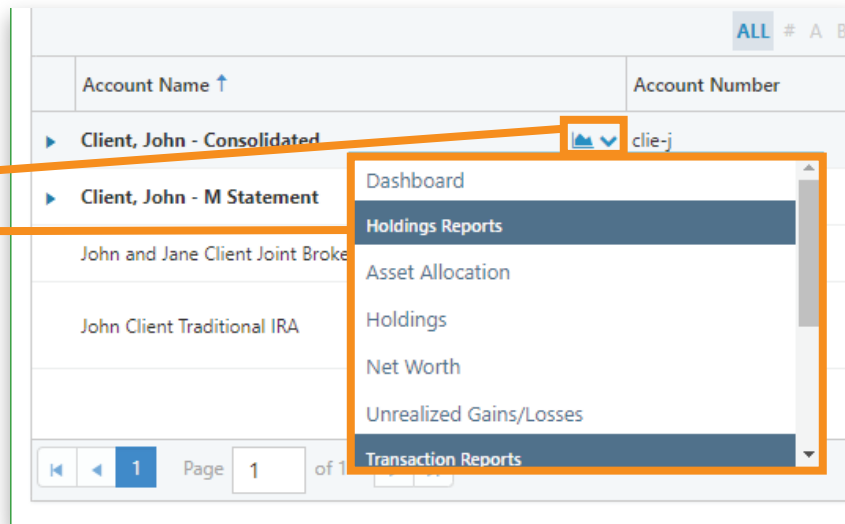 ALL # A B
Account Name Account Number
Client, John - Consolidated clie-j
Dashboard
Client, John - M Statement
Holdings Reports
John and Jane Client Joint Broke
Asset Allocation
Holdings
John Client Traditional IRA
Net Worth
Unrealized Gains/Losses
Transaction Reports
1 Page 1 of 1